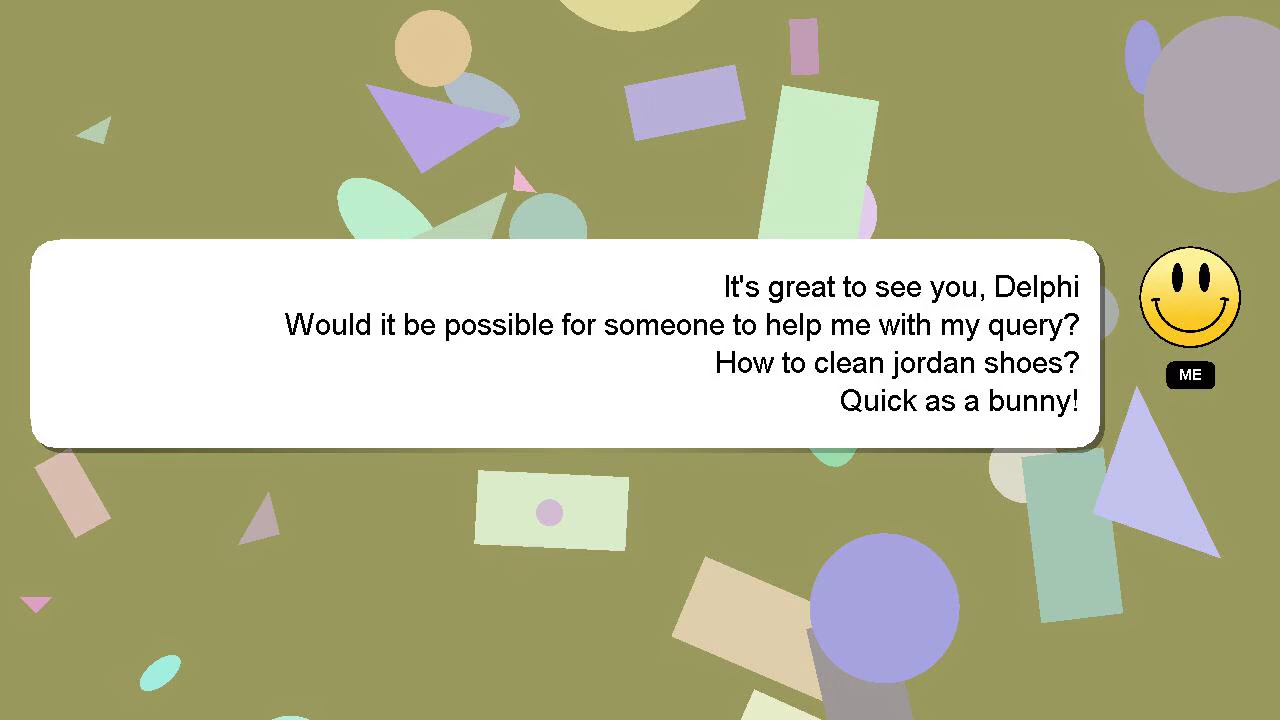 It's great to see you, Delphi
Would it be possible for someone to help me with my query?
How to clean jordan shoes?
Quick as a bunny!
ME